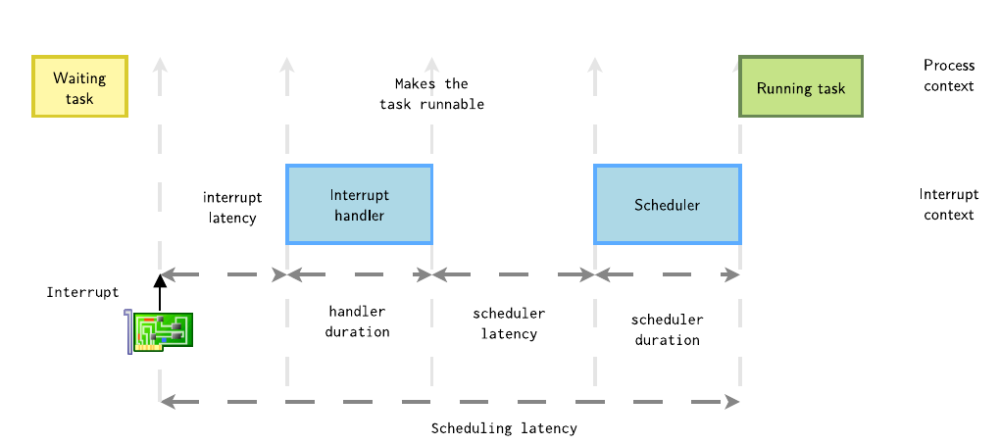 Waiting
task
Makes the
task runnable
Running task
Process
context
interrupt
latency
Interrupt
handler
Scheduler
Interrupt
context
Interrupt
handler
duration
scheduler
latency
scheduler
duration
Scheduling latency